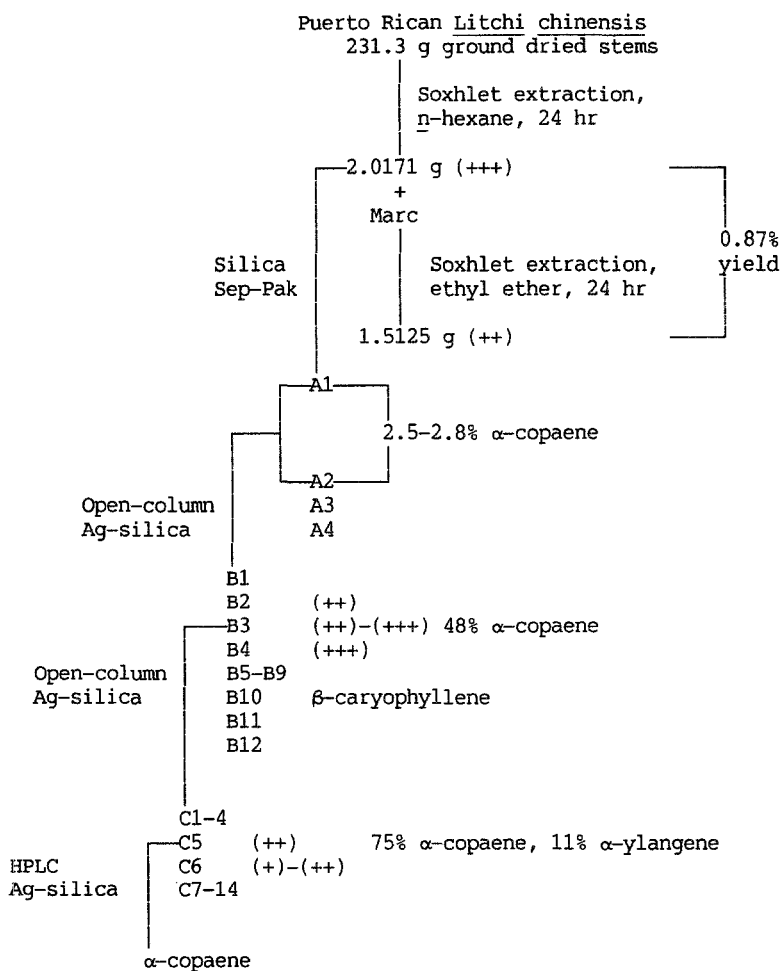 Puerto Rican Litchi chinensis
231.3 g ground dried stems
Soxhlet extraction,
n-hexane, 24 hr
2.0171 g (+++)
+
Marc
0.87%
yield
Silica
Sep-Pak
Soxhlet extraction,
ethyl ether, 24 hr
1.5125 g (++)
A1
2.5-2.8% α-copaene
A2
A3
A4
Open-column
Ag-silica
B1
B2 (++)
B3 (++)-(+++) 48% α-copaene
B4 (+++)
B5-B9
B10 β-caryophyllene
B11
B12
Open-column
Ag-silica
C1-4
C5 (++) 75% α-copaene, 11% α-ylangene
C6 (+)-(++)
C7-14
HPLC
Ag-silica
α-copaene